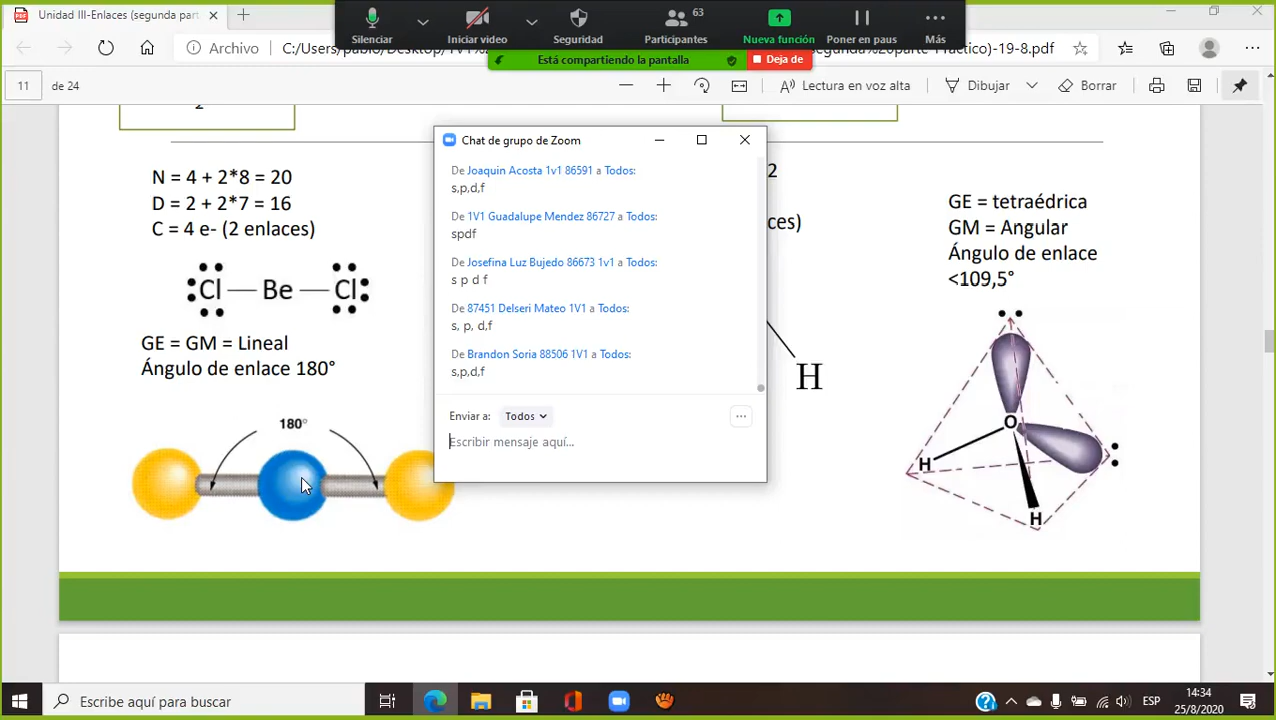 Unidad III-Enlaces (segunda part
Silenciar
Iniciar video
Seguridad
63
Participantes
Nueva función
Poner en paus
Más
Está compartiendo la pantalla
Deja de
Archivo
)-19-8.pdf
11
de 24
Lectura en voz alta
Dibujar
Borrar
2
N = 4 + 2*8 = 20
D = 2 + 2*7 = 16
C = 4 e- (2 enlaces)
Cl — Be — Cl
GE = GM = Lineal
Ángulo de enlace 180°
180°
Chat de grupo de Zoom
De Joaquin Acosta 1v1 86591 a Todos:
s,p,d,f
De 1V1 Guadalupe Mendez 86727 a Todos:
spdf
De Josefina Luz Bujedo 86673 1v1 a Todos:
s p d f
De 87451 Delseri Mateo 1V1 a Todos:
s, p, d,f
De Brandon Soria 88506 1V1 a Todos:
s,p,d,f
Enviar a: Todos
Escribir mensaje aquí...
2
ces)
H
GE = tetraédrica
GM = Angular
Ángulo de enlace
<109,5°
O
H
H
Escribe aquí para buscar
ESP
14:34
25/8/2020